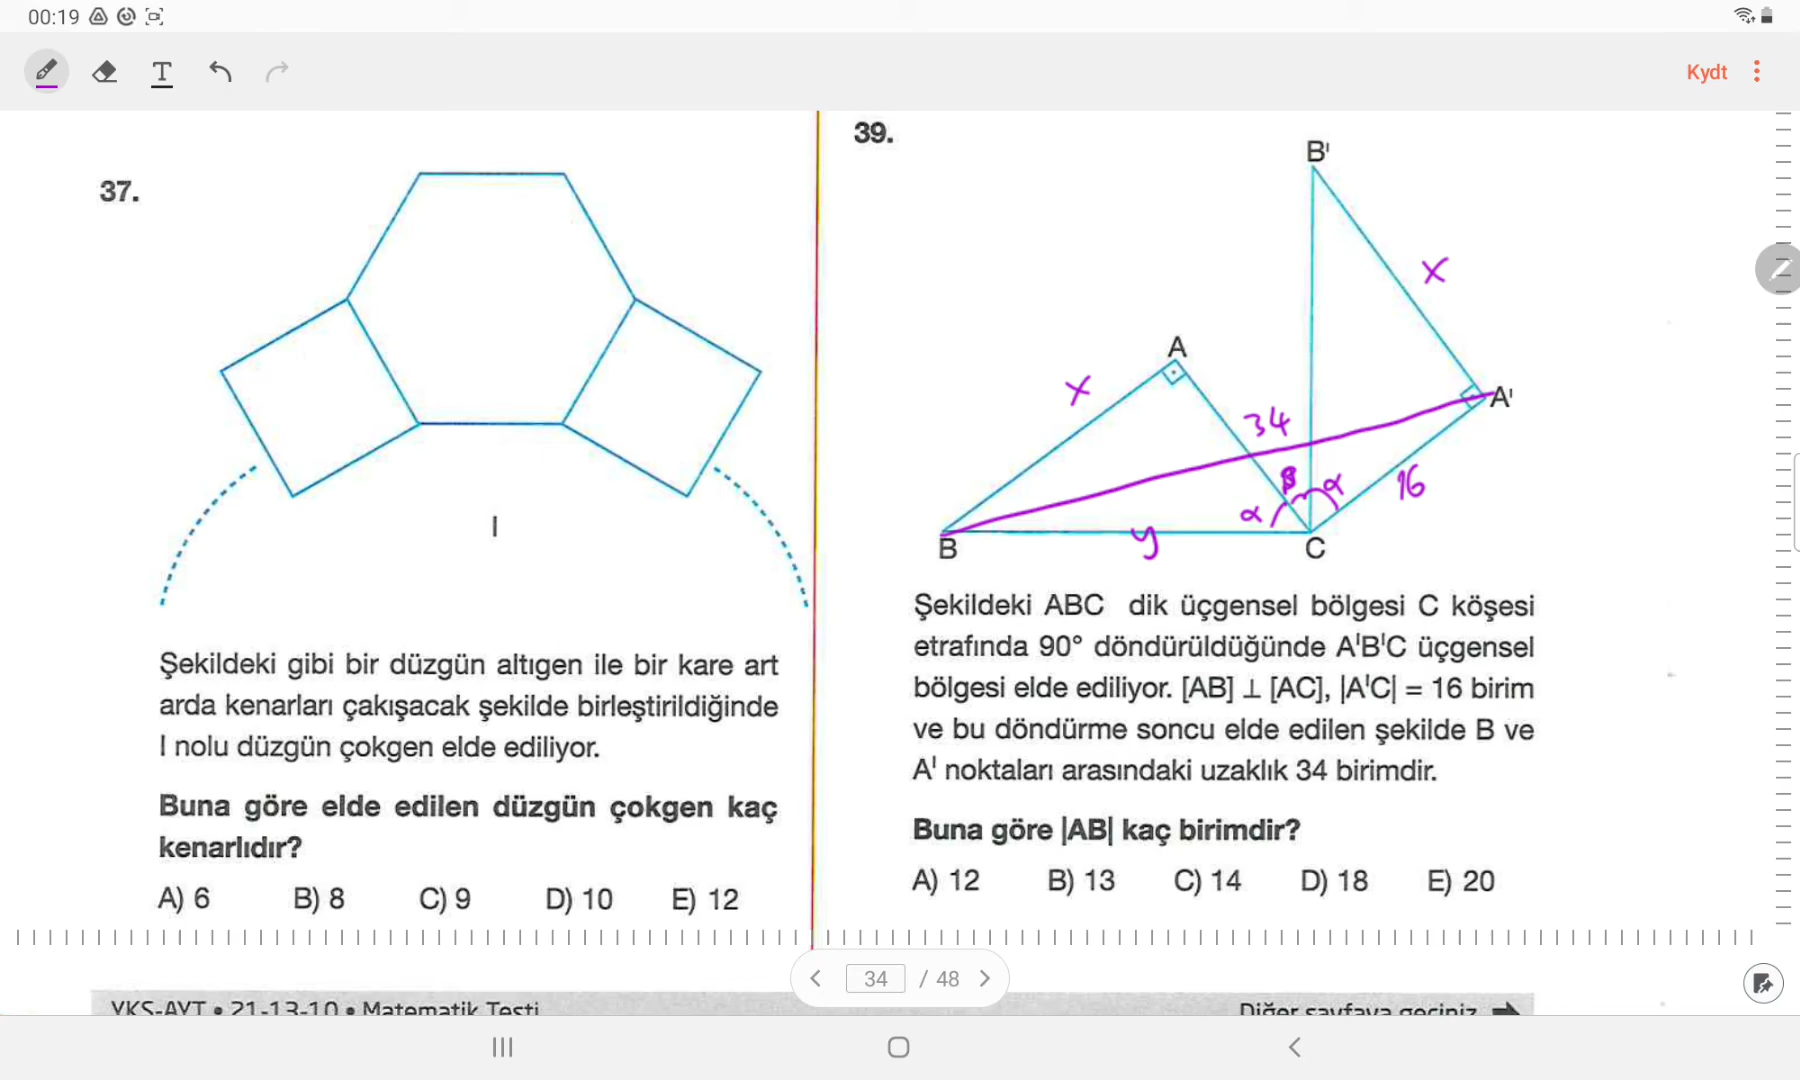 00:19
T
Kydt
37.
I
Şekildeki gibi bir düzgün altıgen ile bir kare art
arda kenarları çakışacak şekilde birleştirildiğinde
I nolu düzgün çokgen elde ediliyor.
Buna göre elde edilen düzgün çokgen kaç
kenarlıdır?
A) 6 B) 8 C) 9 D) 10 E) 12
39.
B'
x
A
x
A'
34
β α
16
α
B
y
C
Şekildeki ABC dik üçgensel bölgesi C köşesi
etrafında 90° döndürüldüğünde A'B'C üçgensel
bölgesi elde ediliyor. [AB] ⊥ [AC], |A'C| = 16 birim
ve bu döndürme soncu elde edilen şekilde B ve
A' noktaları arasındaki uzaklık 34 birimdir.
Buna göre |AB| kaç birimdir?
A) 12 B) 13 C) 14 D) 18 E) 20
34 / 48
YKS-AYT • 21-13-10 • Matematik Testi
Diğer sayfaya geçiniz